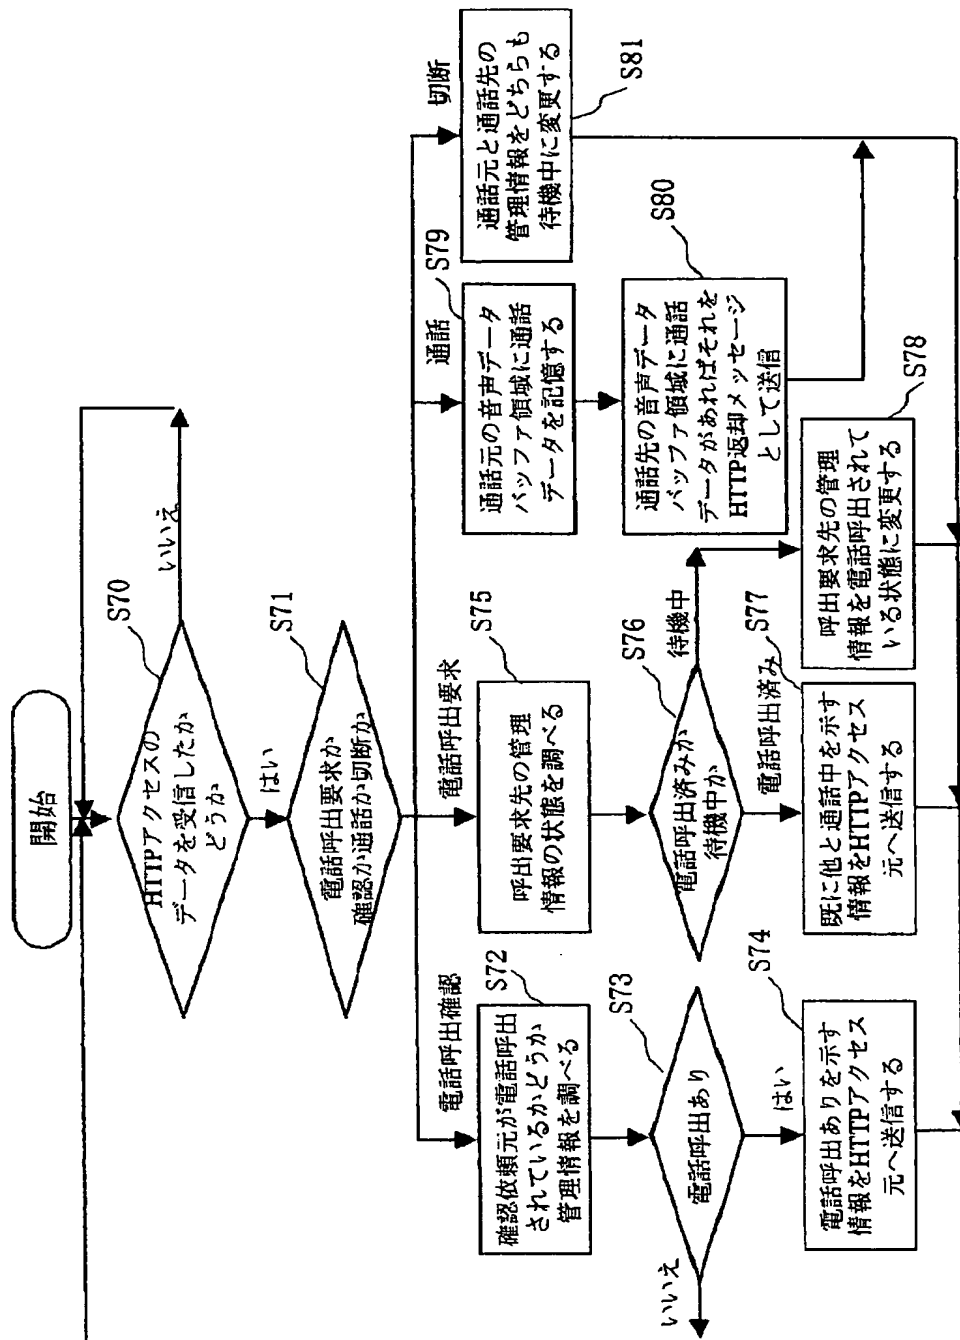 開始
HTTPアクセスの
データを受信したか
どうか
S70
いいえ
はい
電話呼出要求か
確認か通話か切断か
S71
電話呼出確認
確認依頼元が電話呼出
されているかどうか
管理情報を調べる
S72
電話呼出あり
S73
いいえ
はい
電話呼出ありを示す
情報をHTTPアクセス
元へ送信する
S74
電話呼出要求
呼出要求先の管理
情報の状態を調べる
S75
電話呼出済みか
待機中か
S76
待機中
電話呼出済み
既に他と通話中を示す
情報をHTTPアクセス
元へ送信する
S77
呼出要求先の管理
情報を電話呼出されて
いる状態に変更する
S78
通話
通話元の音声データ
バッファ領域に通話
データを記憶する
S79
通話先の音声データ
バッファ領域に通話
データがあればそれを
HTTP返却メッセージ
として送信
S80
切断
通話元と通話先の
管理情報をどちらも
待機中に変更する
S81